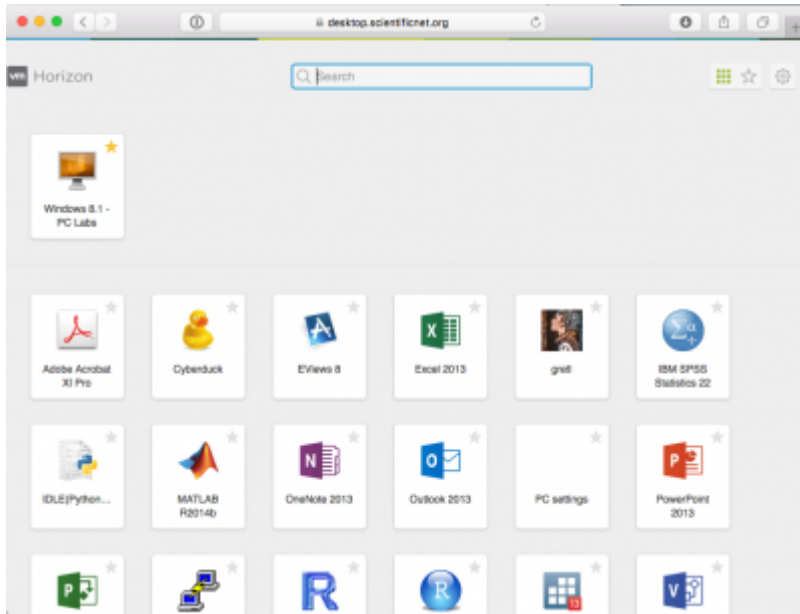 desktop.scientificnet.org
vm Horizon
Search
Windows 8.1 -
PC Labs
Adobe Acrobat
XI Pro
Cyberduck
EViews 8
Excel 2013
gretl
IBM SPSS
Statistics 22
IDLE(Python...
MATLAB
R2014b
OneNote 2013
Outlook 2013
PC settings
PowerPoint
2013